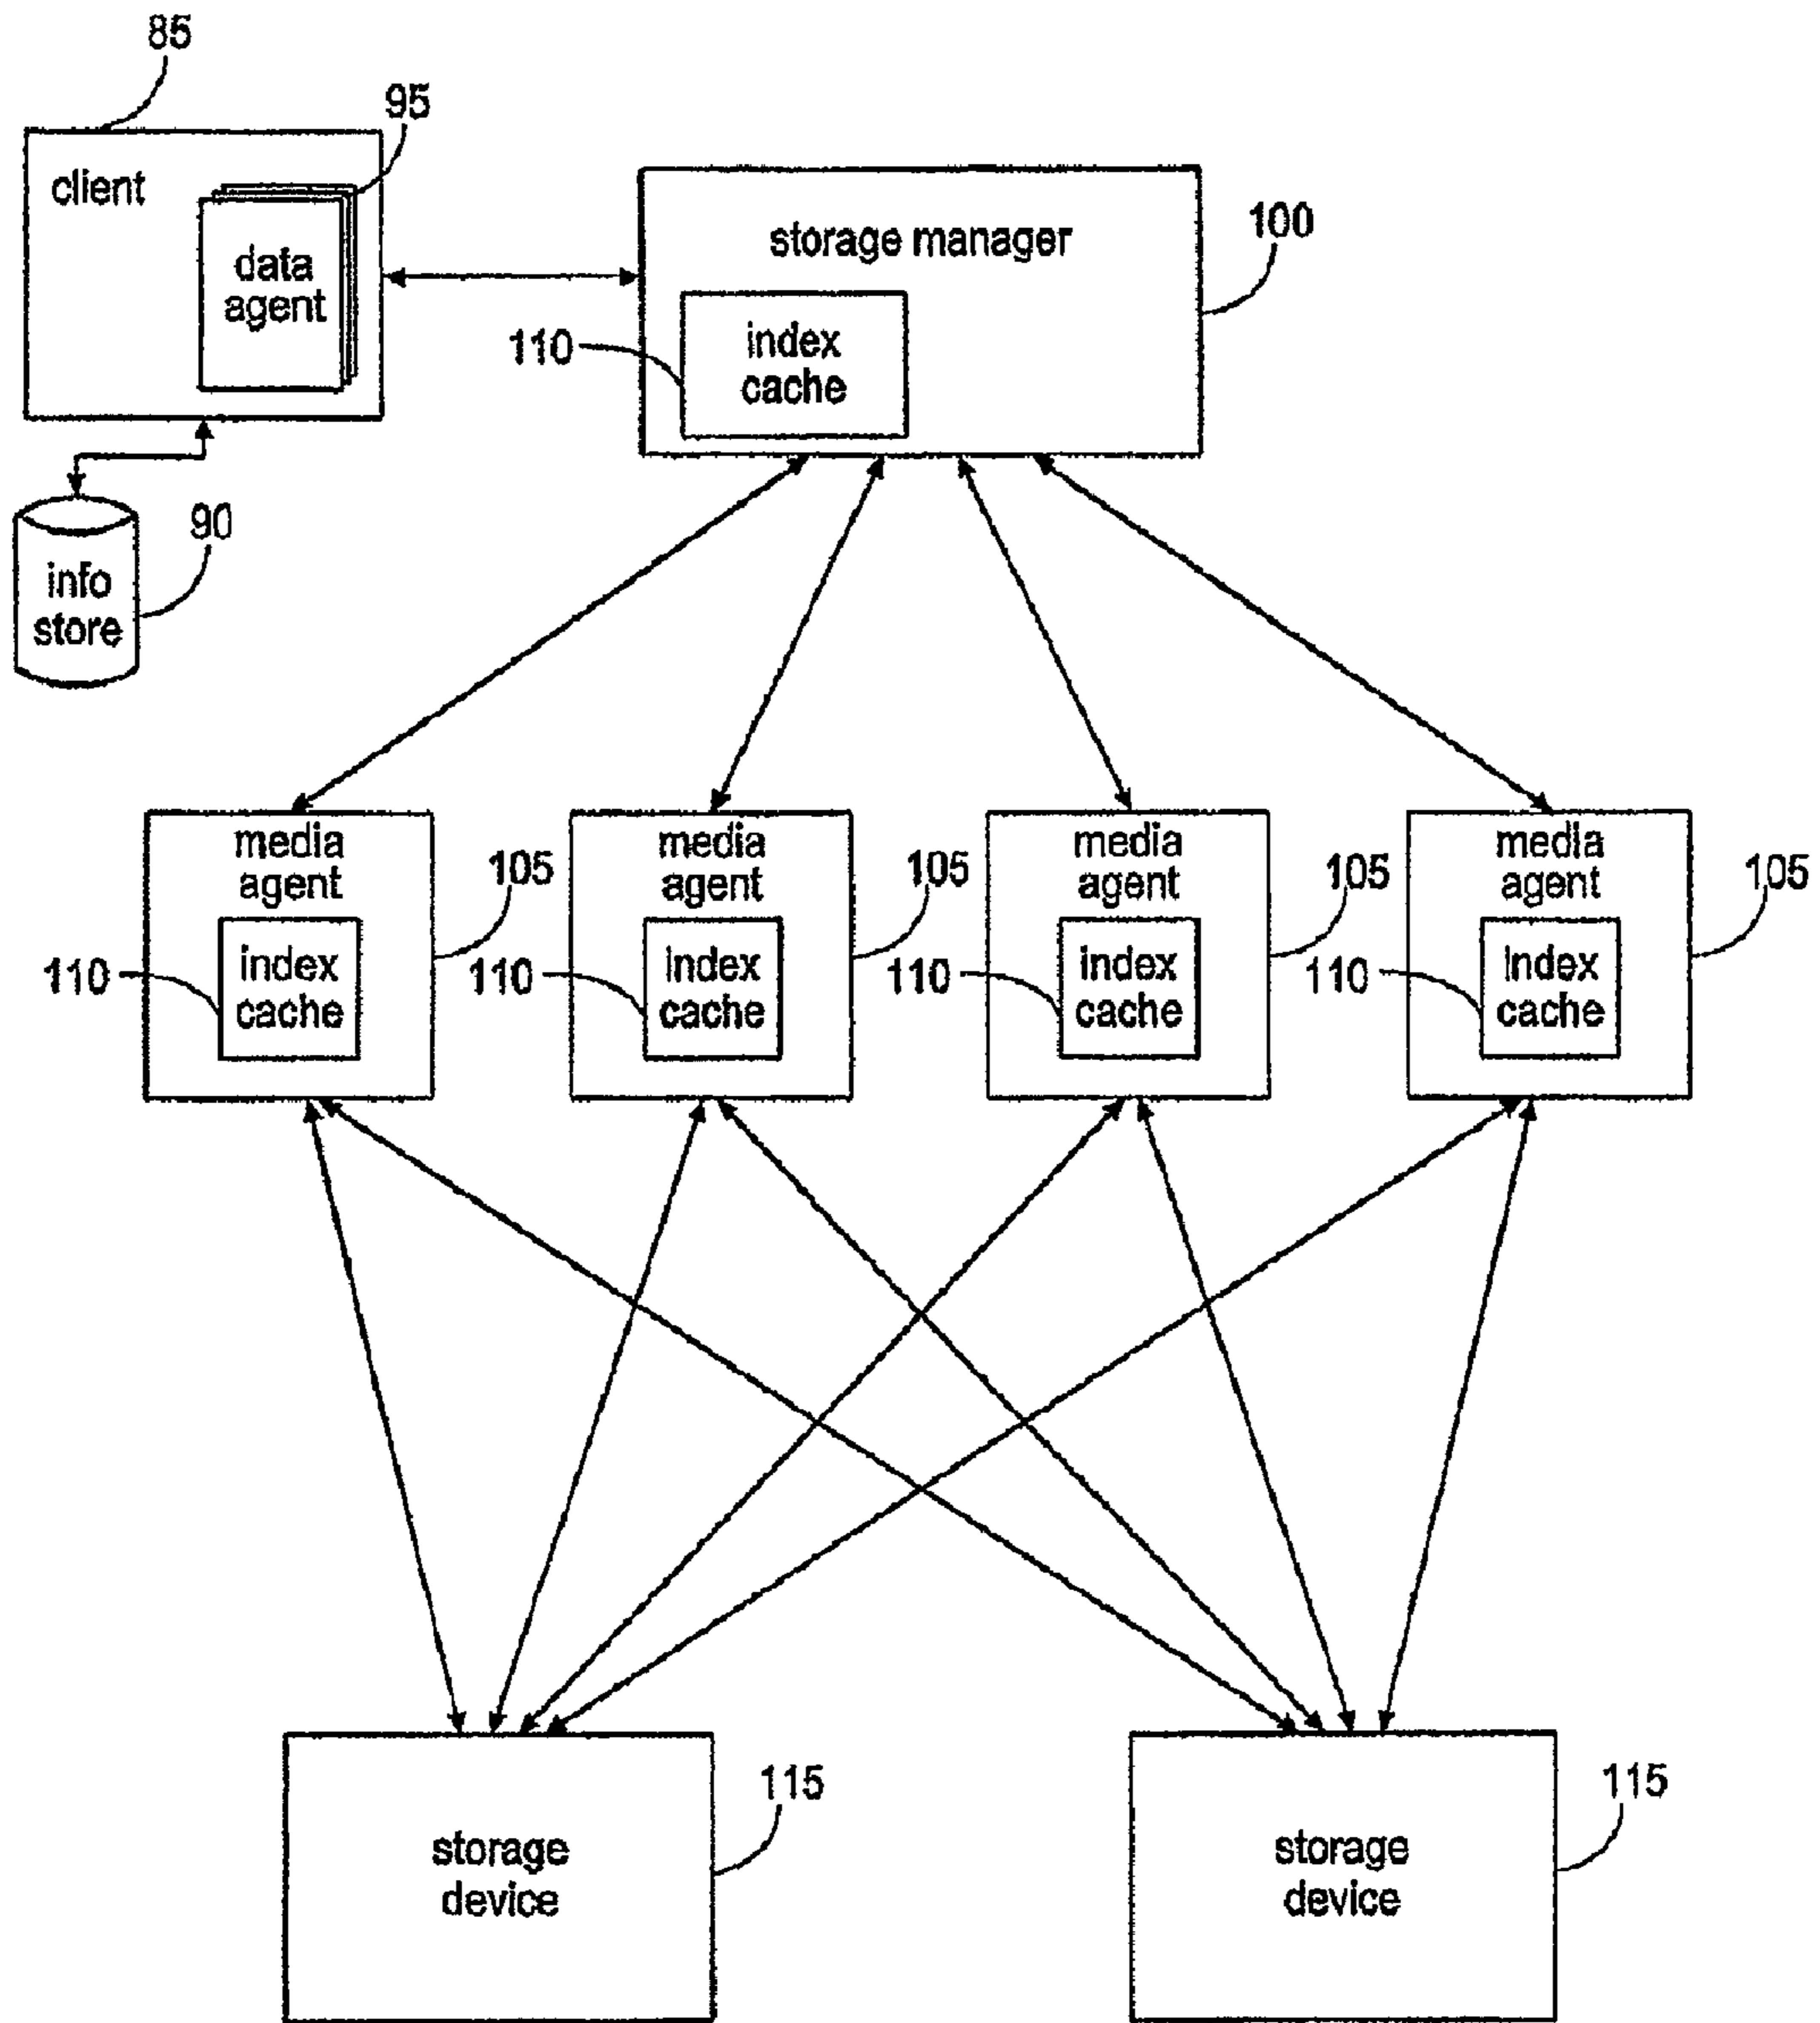 85
95
client
data
agent
storage manager
100
110
index
cache
90
info
store
media
agent
105
110
index
cache
media
agent
105
110
index
cache
media
agent
105
110
index
cache
media
agent
105
110
index
cache
115
storage
device
115
storage
device